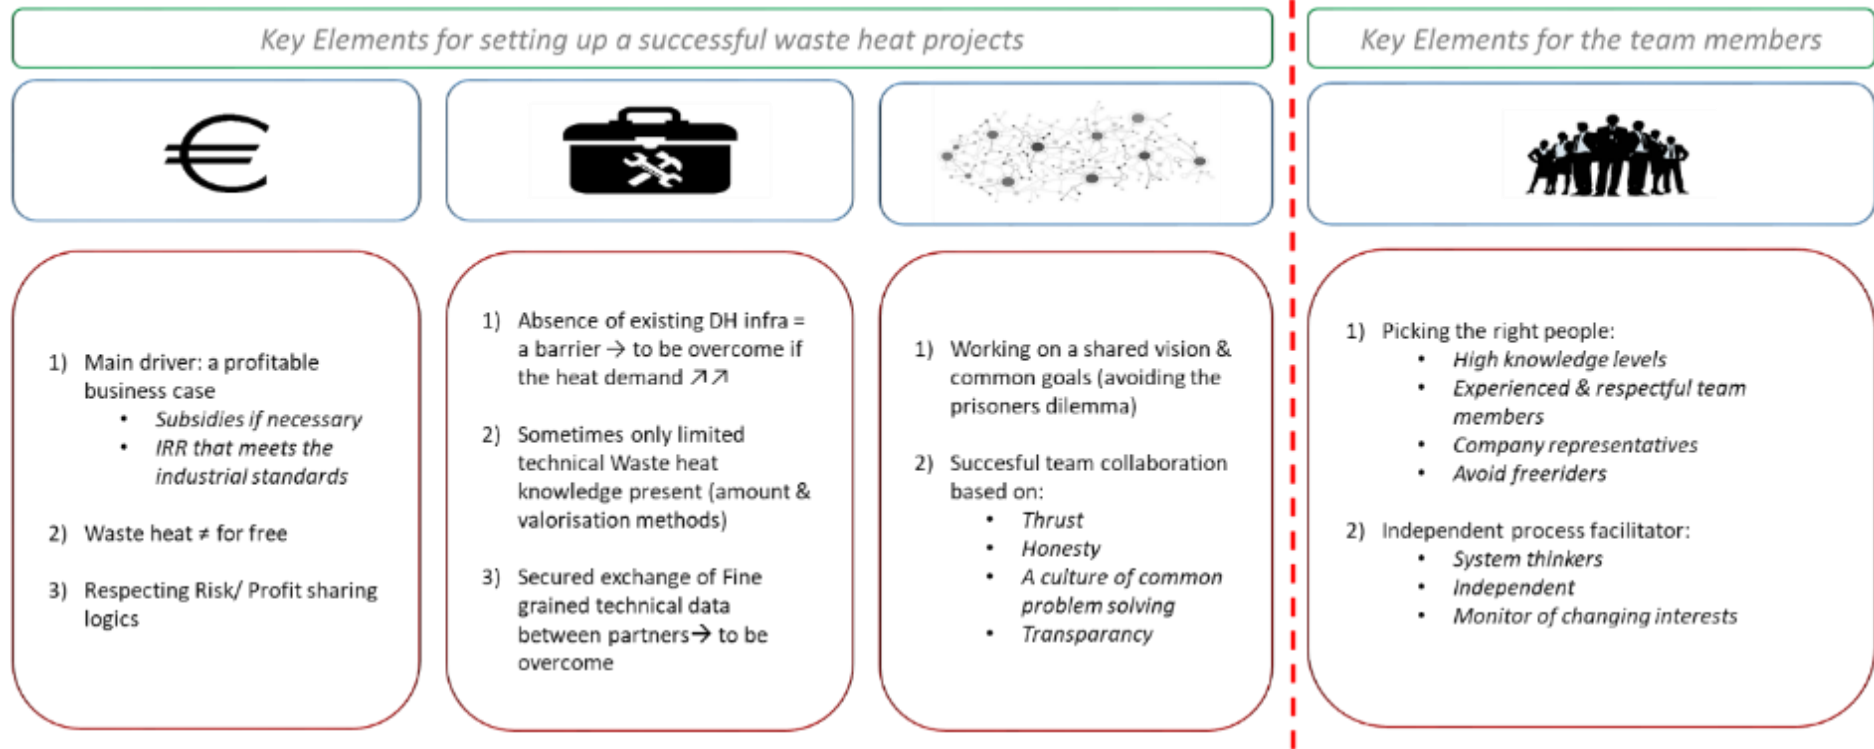 Key Elements for setting up a successful waste heat projects
Key Elements for the team members
€
1) Main driver: a profitable
business case
• Subsidies if necessary
• IRR that meets the
industrial standards
2) Waste heat ≠ for free
3) Respecting Risk/ Profit sharing
logics
1) Absence of existing DH infra =
a barrier → to be overcome if
the heat demand ↗↗
2) Sometimes only limited
technical Waste heat
knowledge present (amount &
valorisation methods)
3) Secured exchange of Fine
grained technical data
between partners→ to be
overcome
1) Working on a shared vision &
common goals (avoiding the
prisoners dilemma)
2) Succesful team collaboration
based on:
• Thrust
• Honesty
• A culture of common
problem solving
• Transparancy
1) Picking the right people:
• High knowledge levels
• Experienced & respectful team
members
• Company representatives
• Avoid freeriders
2) Independent process facilitator:
• System thinkers
• Independent
• Monitor of changing interests